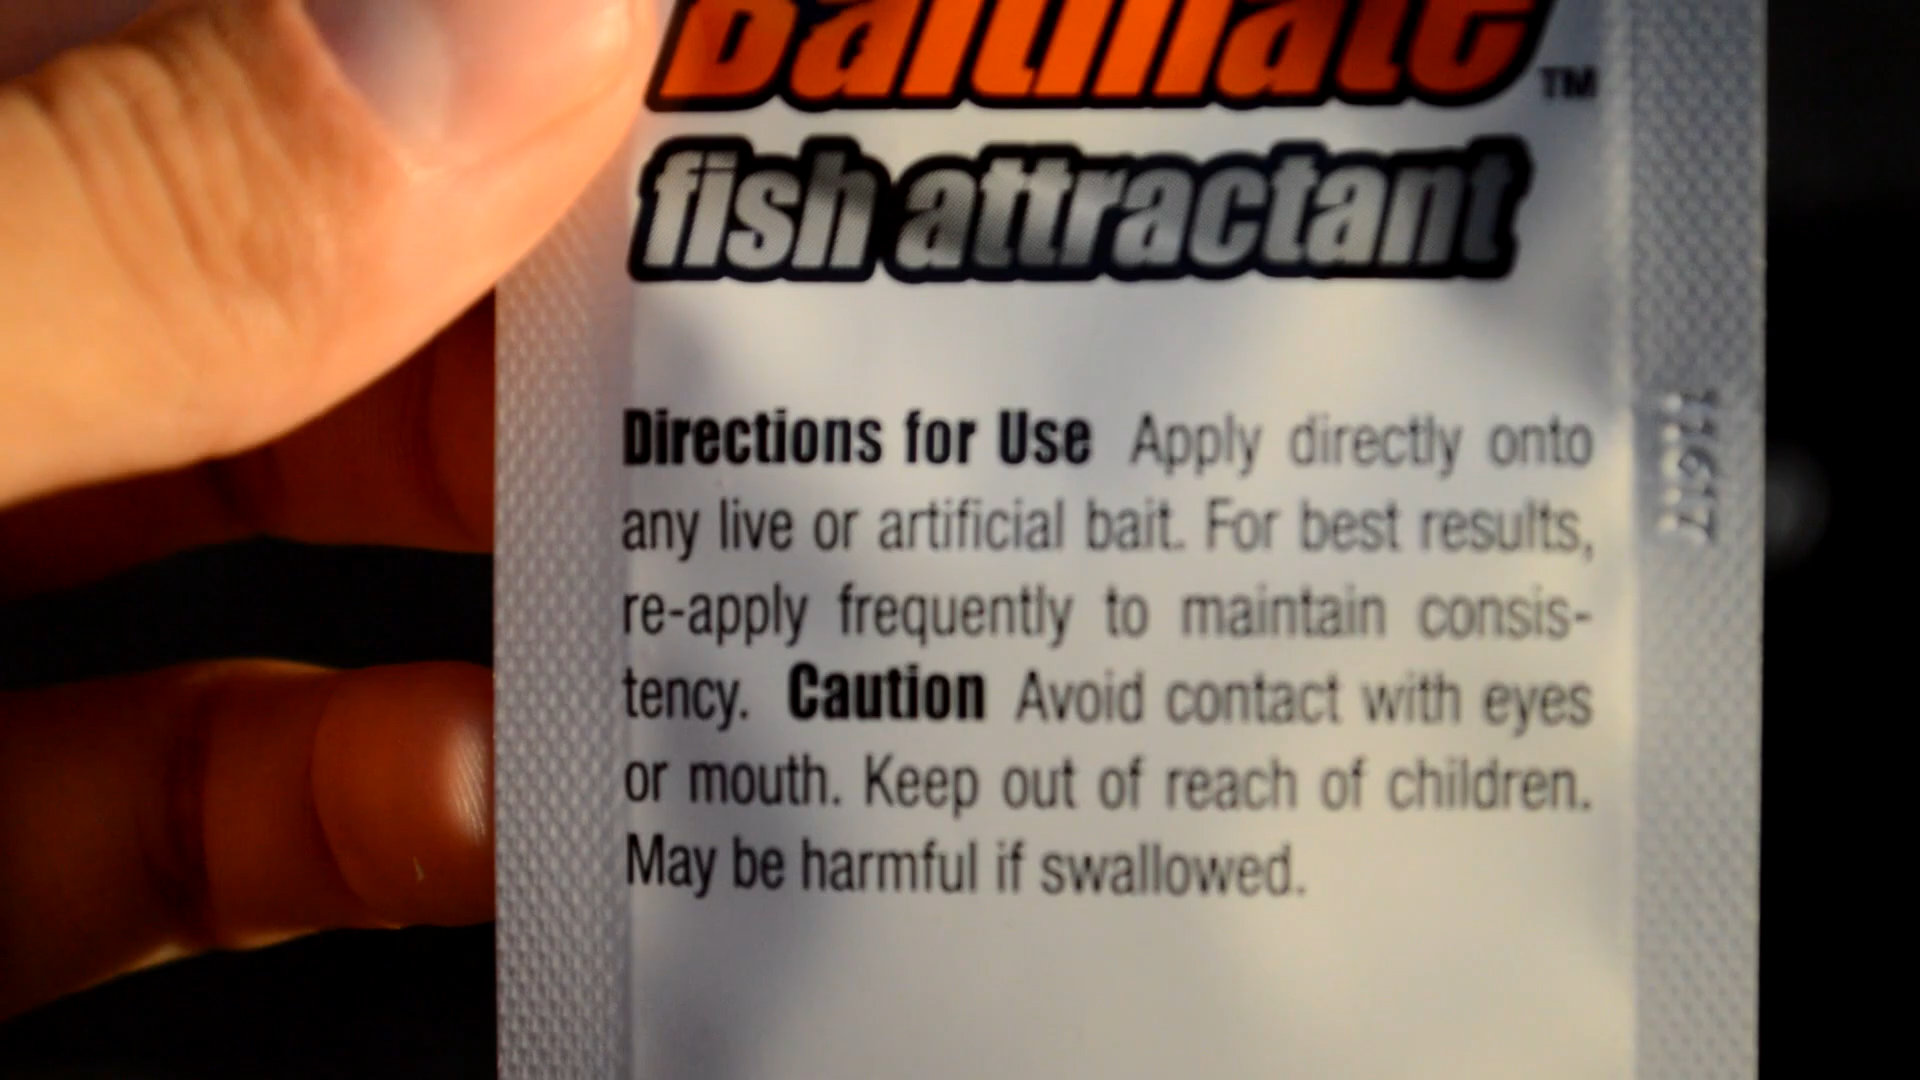 Baitmate™
fish attractant
Directions for Use Apply directly onto
any live or artificial bait. For best results,
re-apply frequently to maintain consis-
tency. Caution Avoid contact with eyes
or mouth. Keep out of reach of children.
May be harmful if swallowed.
11617